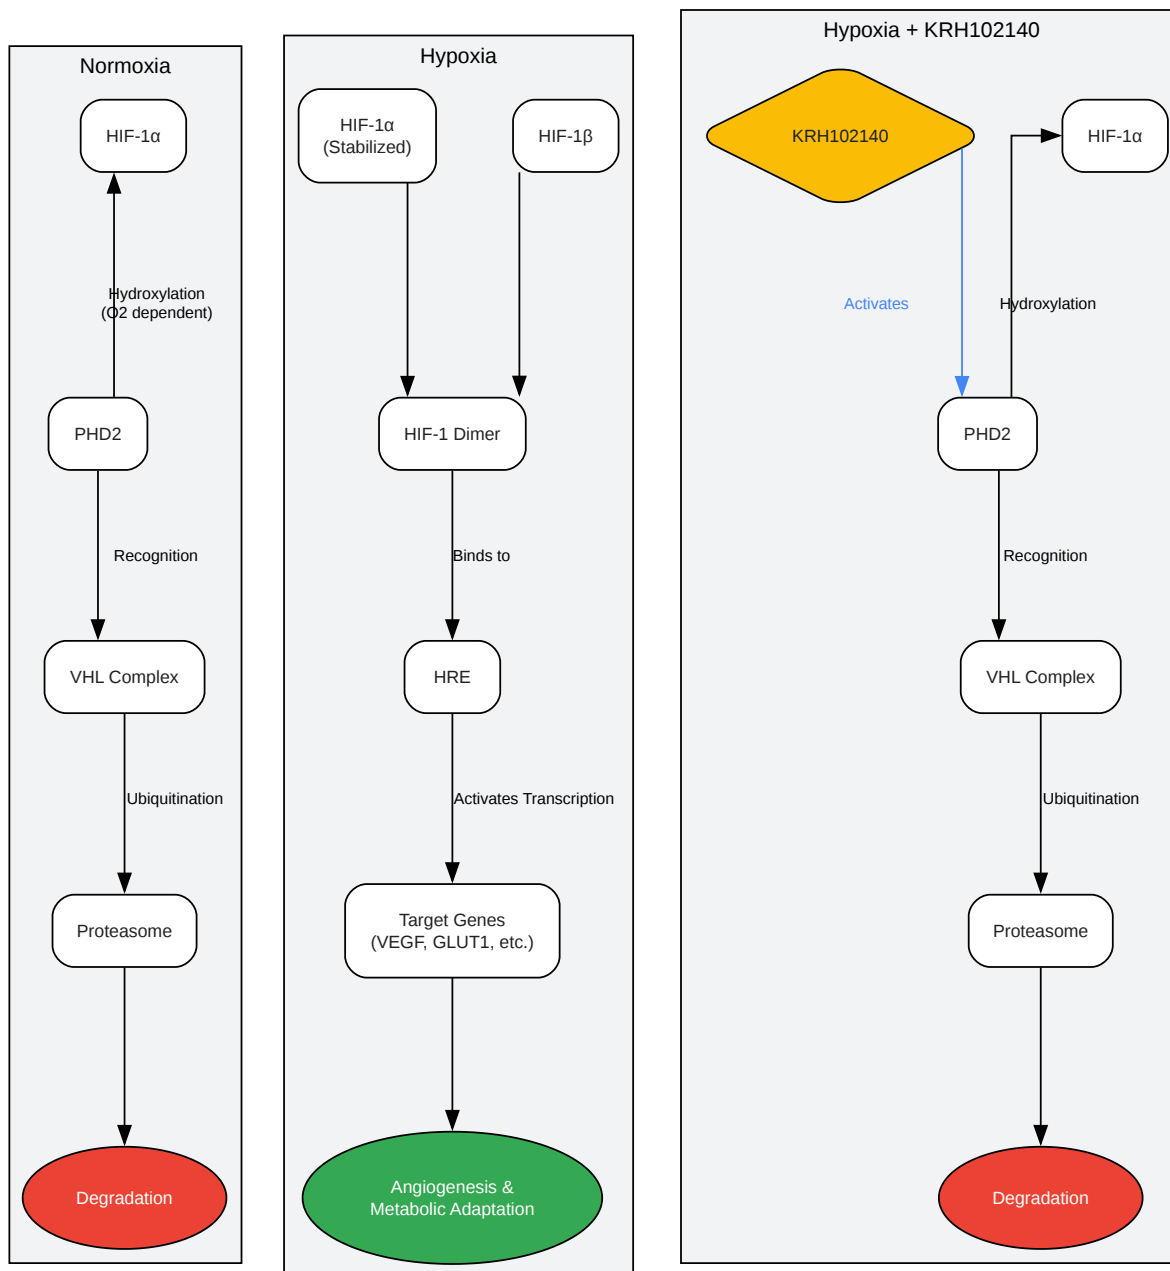 Normoxia
HIF-1α
Hydroxylation
(O2 dependent)
PHD2
Recognition
VHL Complex
Ubiquitination
Proteasome
Degradation
Hypoxia
HIF-1α
(Stabilized)
HIF-1β
HIF-1 Dimer
Binds to
HRE
Activates Transcription
Target Genes
(VEGF, GLUT1, etc.)
Angiogenesis &
Metabolic Adaptation
Hypoxia + KRH102140
KRH102140
HIF-1α
Activates
Hydroxylation
PHD2
Recognition
VHL Complex
Ubiquitination
Proteasome
Degradation